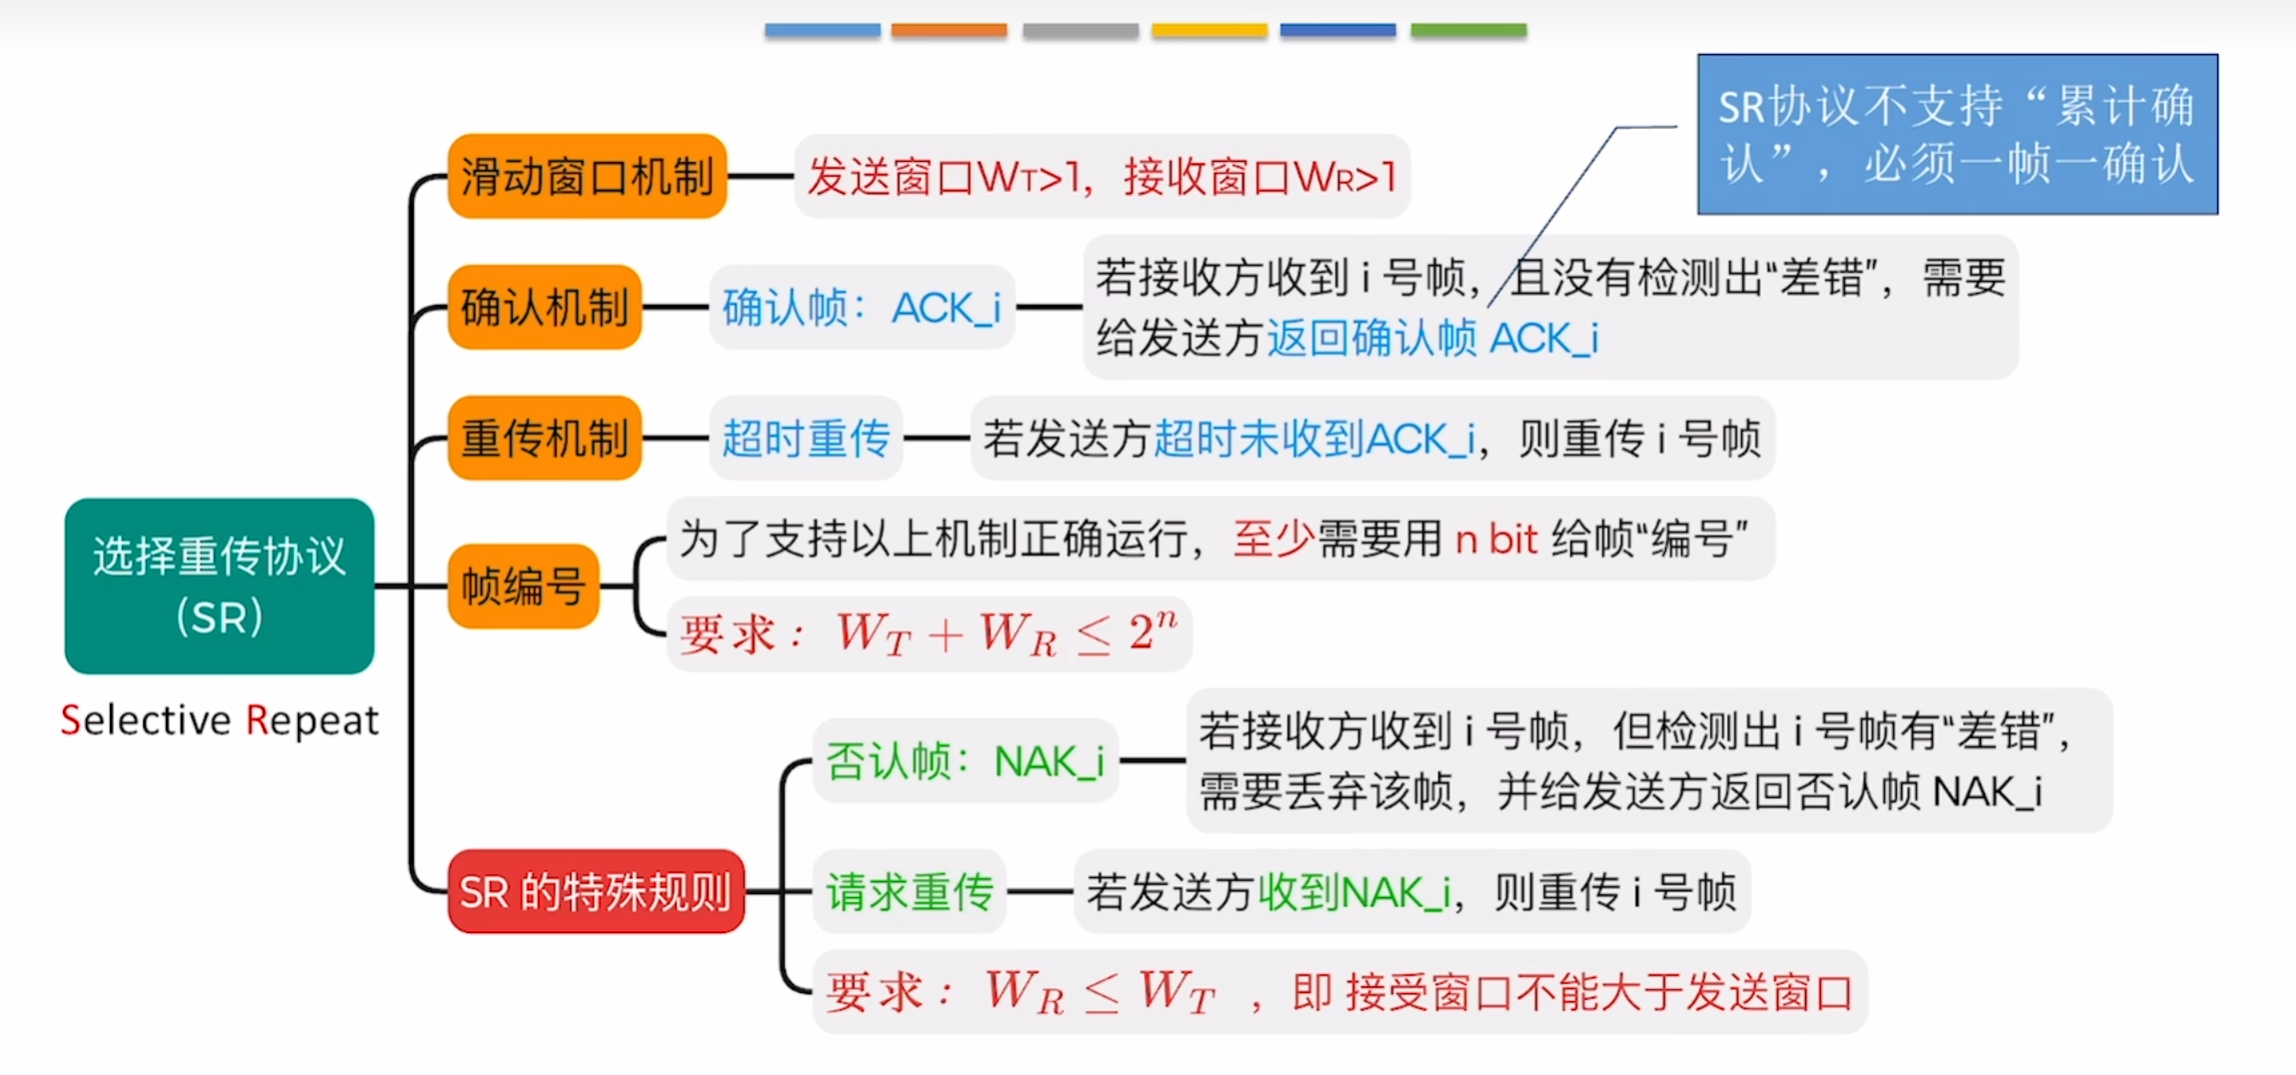 SR协议不支持“累计确
认”，必须一帧一确认
滑动窗口机制
发送窗口WT>1，接收窗口WR>1
确认机制
确认帧：ACK_i
若接收方收到 i 号帧，且没有检测出“差错”，需要
给发送方返回确认帧 ACK_i
重传机制
超时重传
若发送方超时未收到ACK_i，则重传 i 号帧
选择重传协议
（SR）
Selective Repeat
帧编号
为了支持以上机制正确运行，至少需要用 n bit 给帧“编号”
要求：W_T + W_R ≤ 2^n
SR 的特殊规则
否认帧：NAK_i
若接收方收到 i 号帧，但检测出 i 号帧有“差错”，
需要丢弃该帧，并给发送方返回否认帧 NAK_i
请求重传
若发送方收到NAK_i，则重传 i 号帧
要求：W_R ≤ W_T ，即 接受窗口不能大于发送窗口